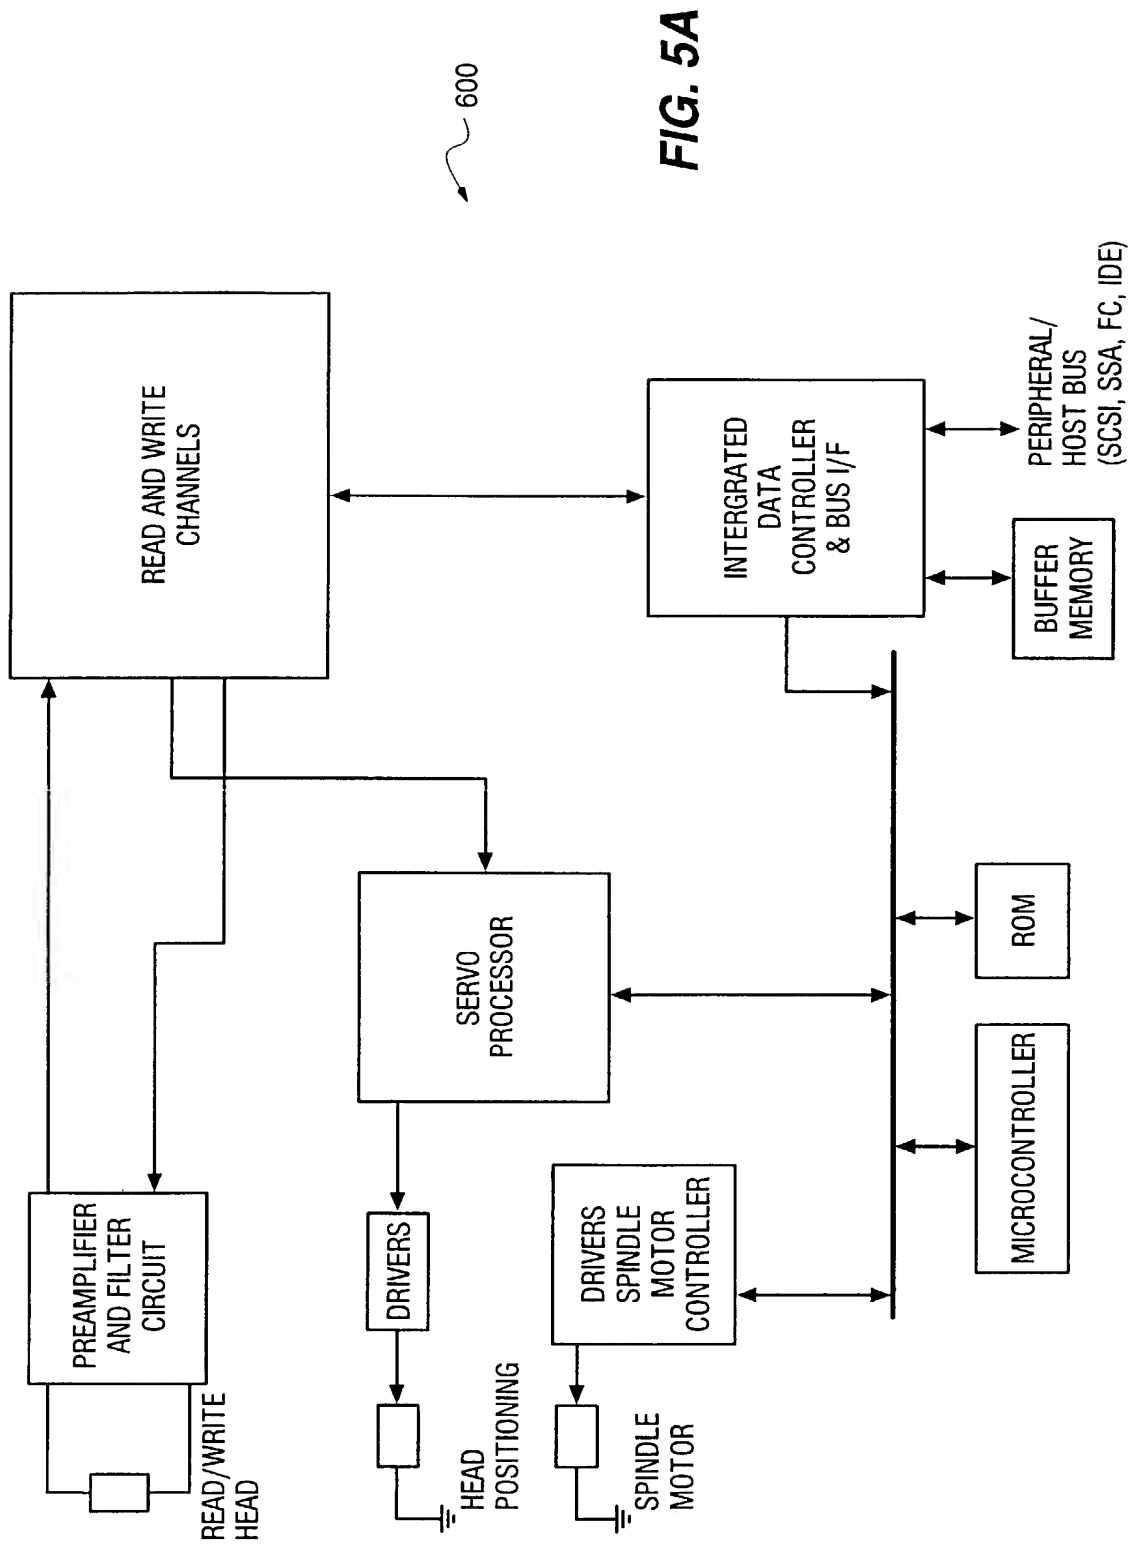 READ/WRITE
HEAD
PREAMPLIFIER
AND FILTER
CIRCUIT
READ AND WRITE
CHANNELS
600
HEAD
POSITIONING
DRIVERS
SERVO
PROCESSOR
SPINDLE
MOTOR
DRIVERS
SPINDLE
MOTOR
CONTROLLER
INTERGRATED
DATA
CONTROLLER
& BUS I/F
MICROCONTROLLER
ROM
BUFFER
MEMORY
PERIPHERAL/
HOST BUS
(SCSI, SSA, FC, IDE)
FIG. 5A